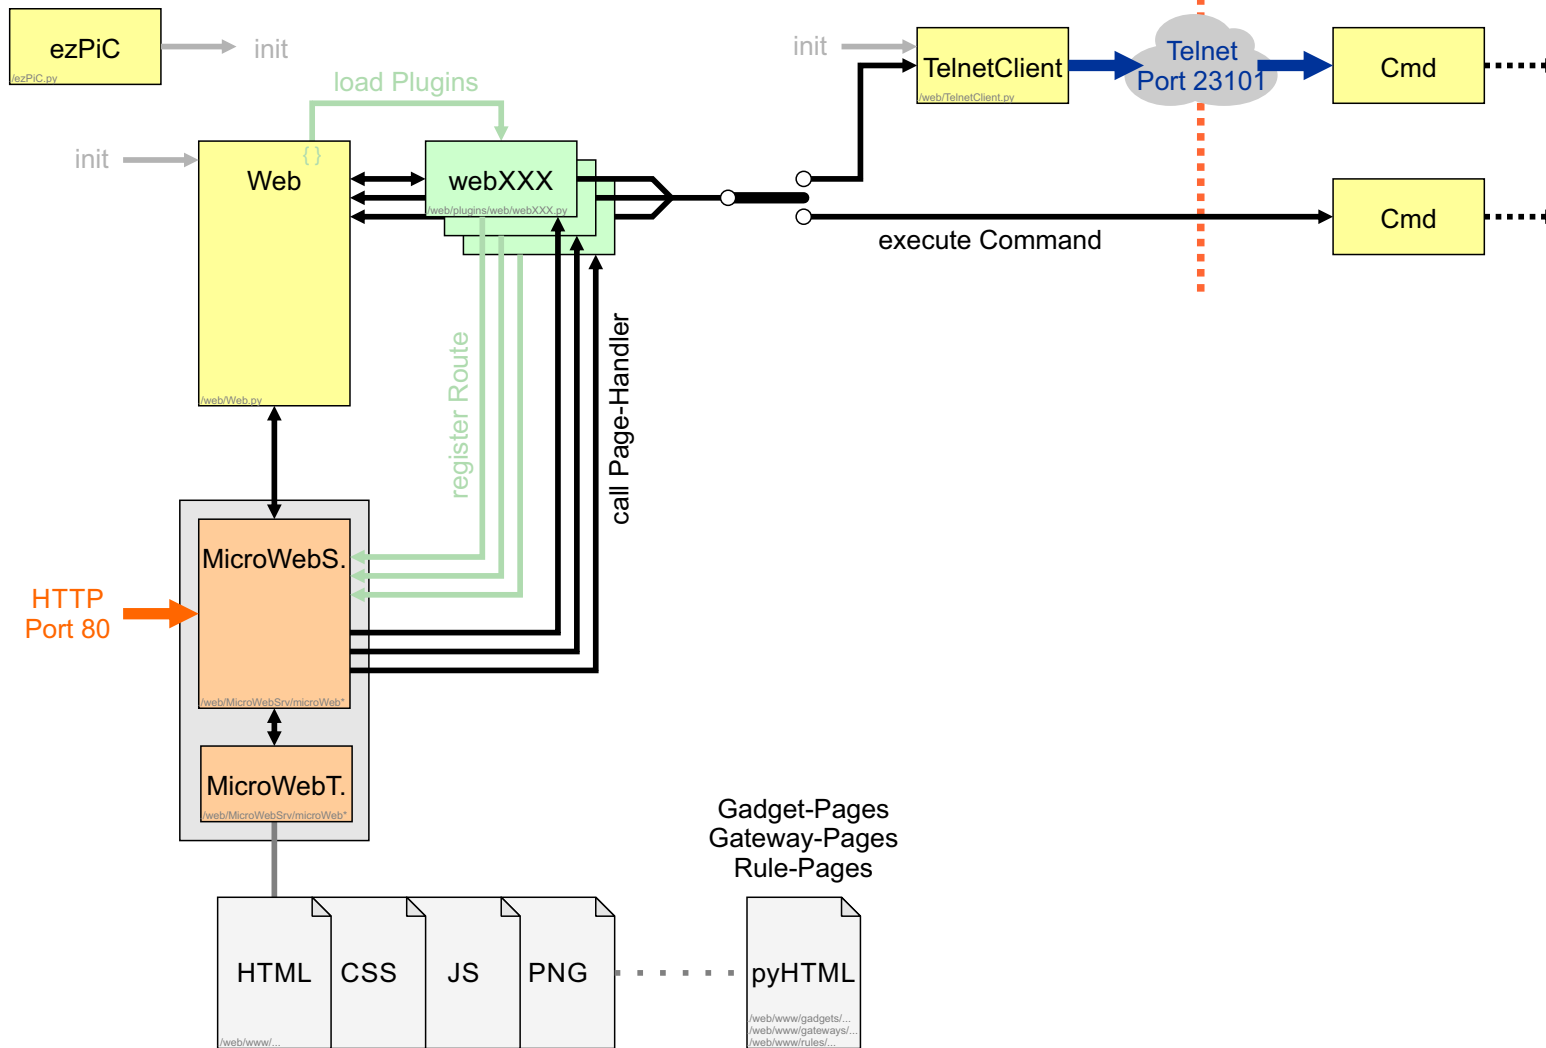 ezPiC
/ezPiC.py
init
load Plugins
init
{ }
Web
/web/Web.py
webXXX
/web/plugins/web/webXXX.py
init
TelnetClient
/web/TelnetClient.py
Telnet
Port 23101
Cmd
Cmd
execute Command
register Route
call Page-Handler
MicroWebS.
/web/MicroWebSrv/microWeb*
HTTP
Port 80
MicroWebT.
/web/MicroWebSrv/microWeb*
Gadget-Pages
Gateway-Pages
Rule-Pages
HTML
/web/www/...
CSS
JS
PNG
pyHTML
/web/www/gadgets/...
/web/www/gateways/...
/web/www/rules/...